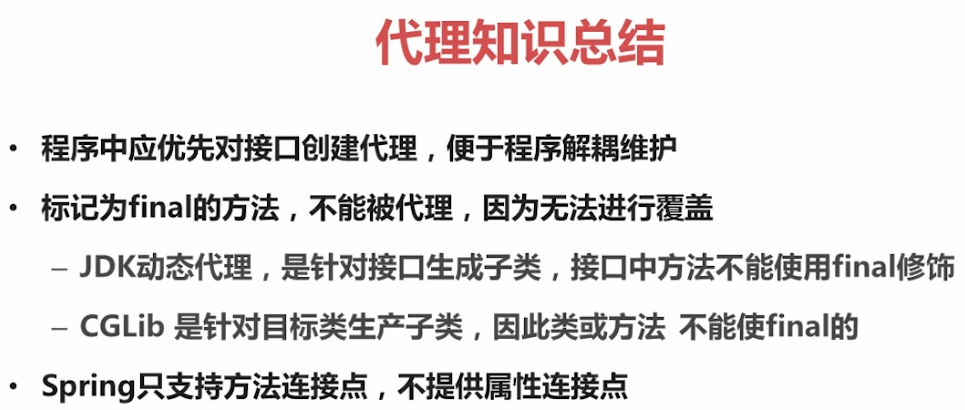 代理知识总结
• 程序中应优先对接口创建代理，便于程序解耦维护
• 标记为final的方法，不能被代理，因为无法进行覆盖
– JDK动态代理，是针对接口生成子类，接口中方法不能使用final修饰
– CGLib 是针对目标类生产子类，因此类或方法 不能使final的
• Spring只支持方法连接点，不提供属性连接点